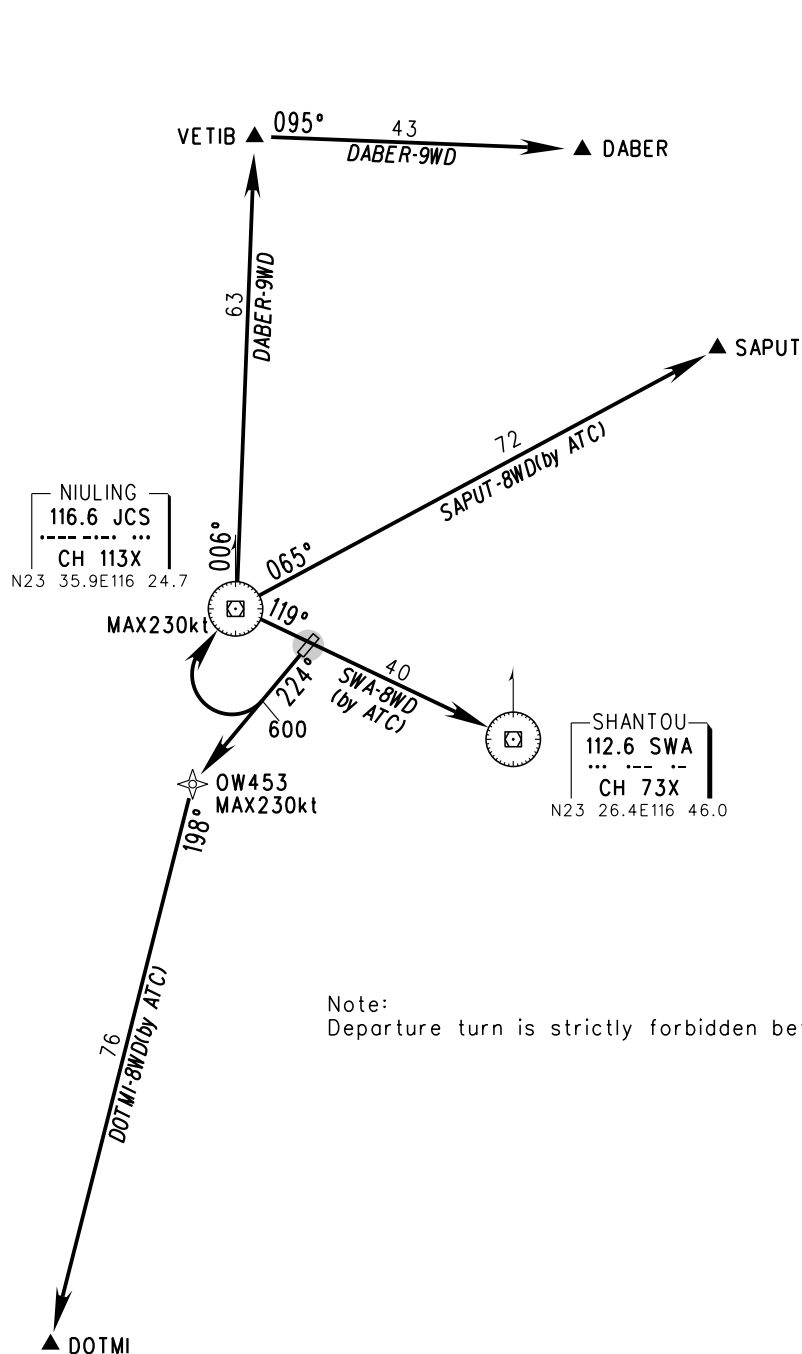 VETIB
095°
43
DABER-9WD
DABER
63
DABER-9WD
SAPUT
72
SAPUT-8WD(by ATC)
NIULING
116.6 JCS
CH 113X
N23 35.9E116 24.7
006°
065°
MAX230kt
119°
40
SWA-8WD
(by ATC)
224°
600
SHANTOU
112.6 SWA
CH 73X
N23 26.4E116 46.0
OW453
MAX230kt
198°
76
DOTMI-8WD(by ATC)
Note:
Departure turn is strictly forbidden
DOTMI